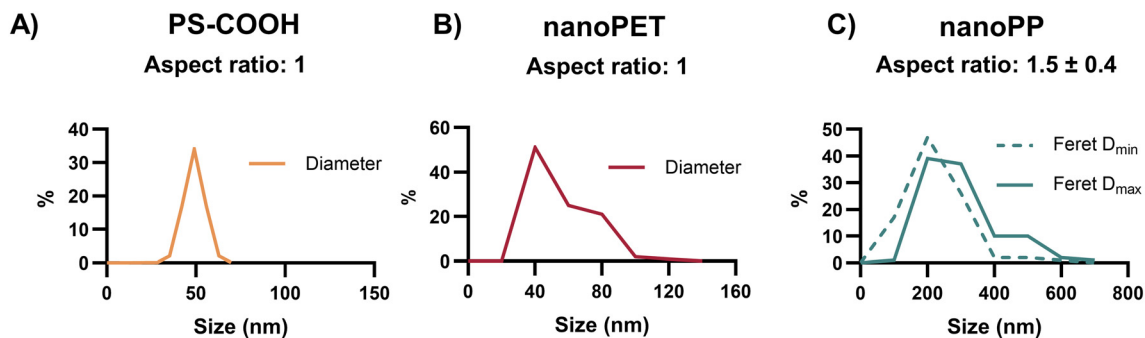 A) PS-COOH
Aspect ratio: 1
40
30
20
10
0
%
0 50 100 150
Size (nm)
Diameter
B) nanoPET
Aspect ratio: 1
60
40
20
0
%
0 40 80 120 160
Size (nm)
Diameter
C) nanoPP
Aspect ratio: 1.5 ± 0.4
50
40
30
20
10
0
%
0 200 400 600 800
Size (nm)
Feret Dmin
Feret Dmax